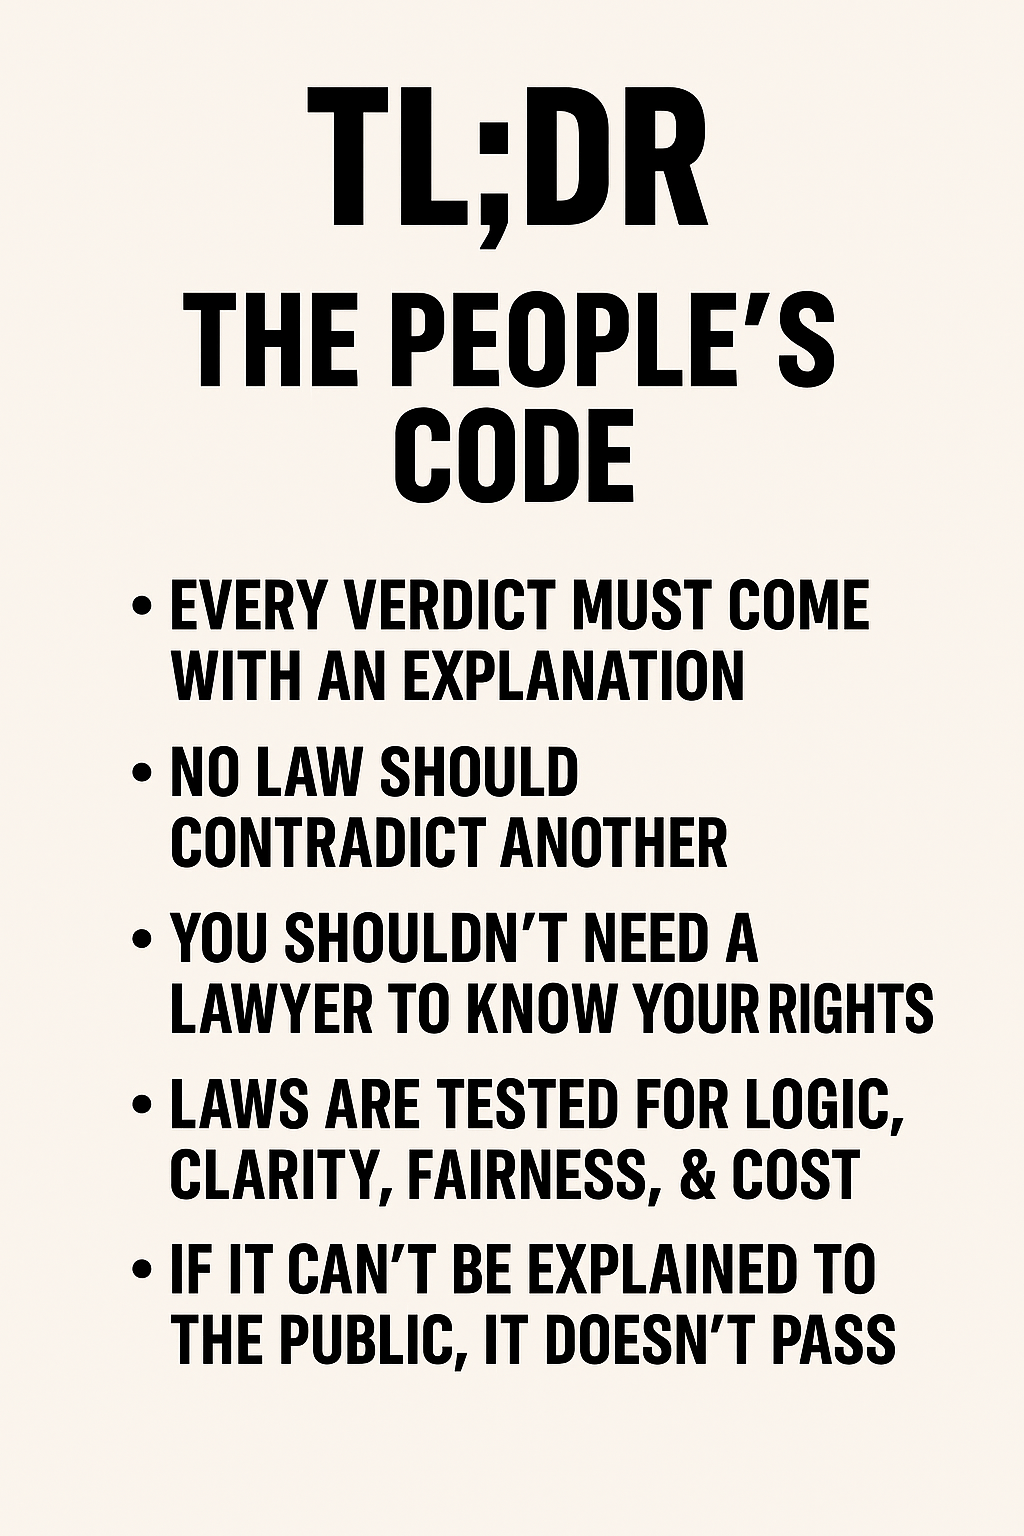 TL;DR
THE PEOPLE’S
CODE
• EVERY VERDICT MUST COME
WITH AN EXPLANATION
• NO LAW SHOULD
CONTRADICT ANOTHER
• YOU SHOULDN’T NEED A
LAWYER TO KNOW YOUR RIGHTS
• LAWS ARE TESTED FOR LOGIC,
CLARITY, FAIRNESS, & COST
• IF IT CAN’T BE EXPLAINED TO
THE PUBLIC, IT DOESN’T PASS